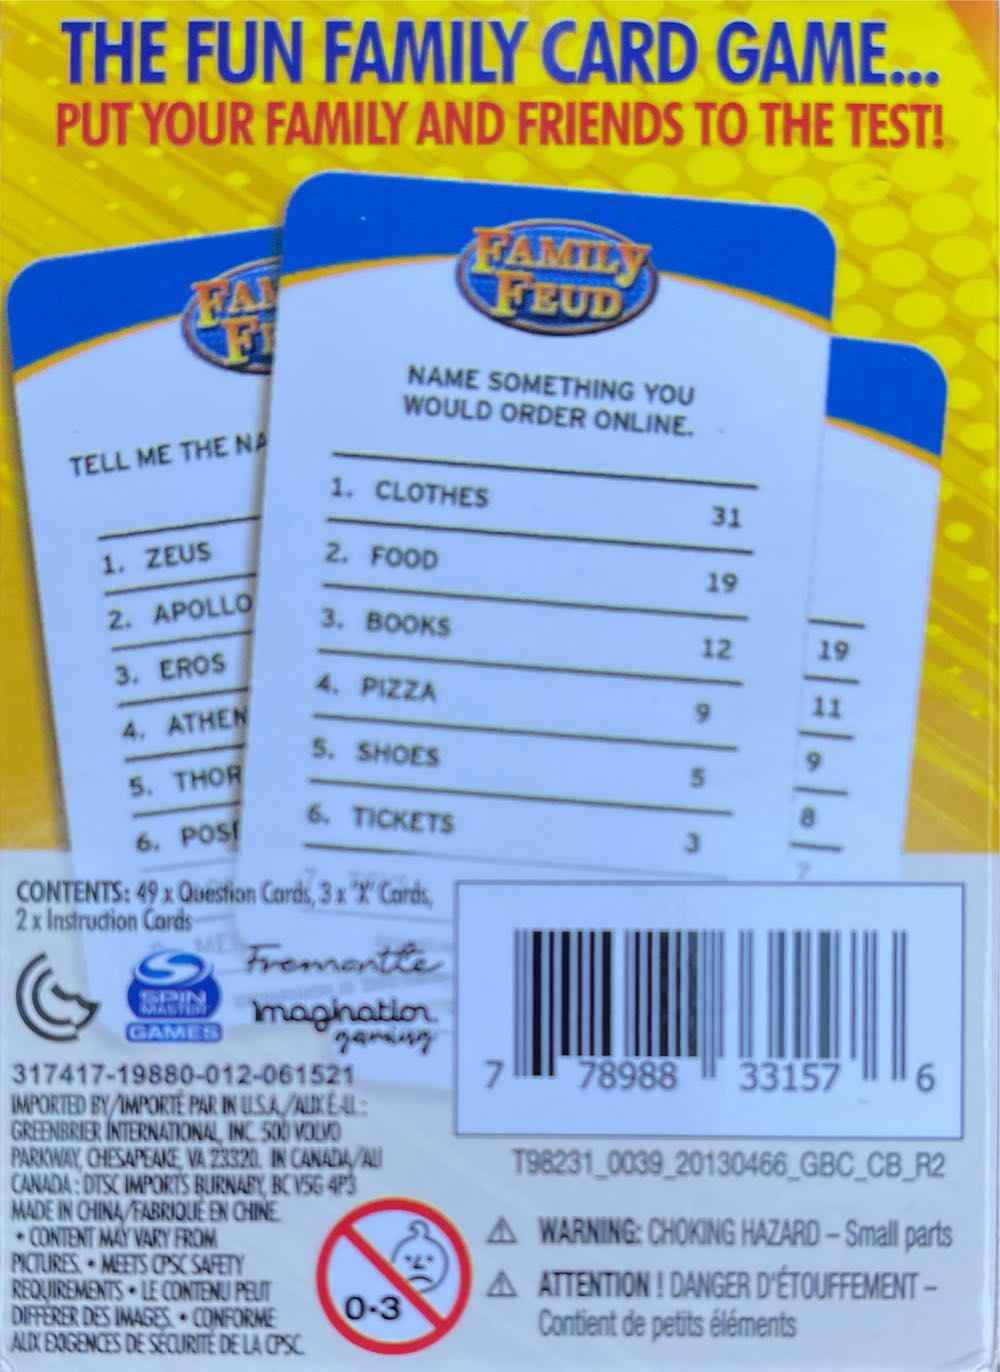 THE FUN FAMILY CARD GAME...
PUT YOUR FAMILY AND FRIENDS TO THE TEST!
FAMILY
FEUD
TELL ME THE NA
1. ZEUS
2. APOLLO
3. EROS
4. ATHEN
5. THOR
6. POSE
FAMILY
FEUD
NAME SOMETHING YOU
WOULD ORDER ONLINE.
1. CLOTHES 31
2. FOOD 19
3. BOOKS 12
4. PIZZA 9
5. SHOES 5
6. TICKETS 3
19
11
9
8
7
CONTENTS: 49 x Question Cards, 3 x "X" Cards,
2 x Instruction Cards
SPIN
MASTER
GAMES
Fremantle
Imagination
gaming
317417-19880-012-061521
IMPORTED BY/IMPORTÉ PAR IN U.S.A./AUX É.-U.:
GREENBRIER INTERNATIONAL, INC. 500 VOLVO
PARKWAY, CHESAPEAKE, VA 23320. IN CANADA/AU
CANADA : DTSC IMPORTS BURNABY, BC V5G 4P3
MADE IN CHINA/FABRIQUÉ EN CHINE.
• CONTENT MAY VARY FROM
PICTURES. • MEETS CPSC SAFETY
REQUIREMENTS • LE CONTENU PEUT
DIFFÉRER DES IMAGES. • CONFORME
AUX EXIGENCES DE SÉCURITÉ DE LA CPSC.
0-3
7 78988 33157 6
T98231_0039_20130466_GBC_CB_R2
WARNING: CHOKING HAZARD – Small parts
ATTENTION ! DANGER D'ÉTOUFFEMENT –
Contient de petits éléments